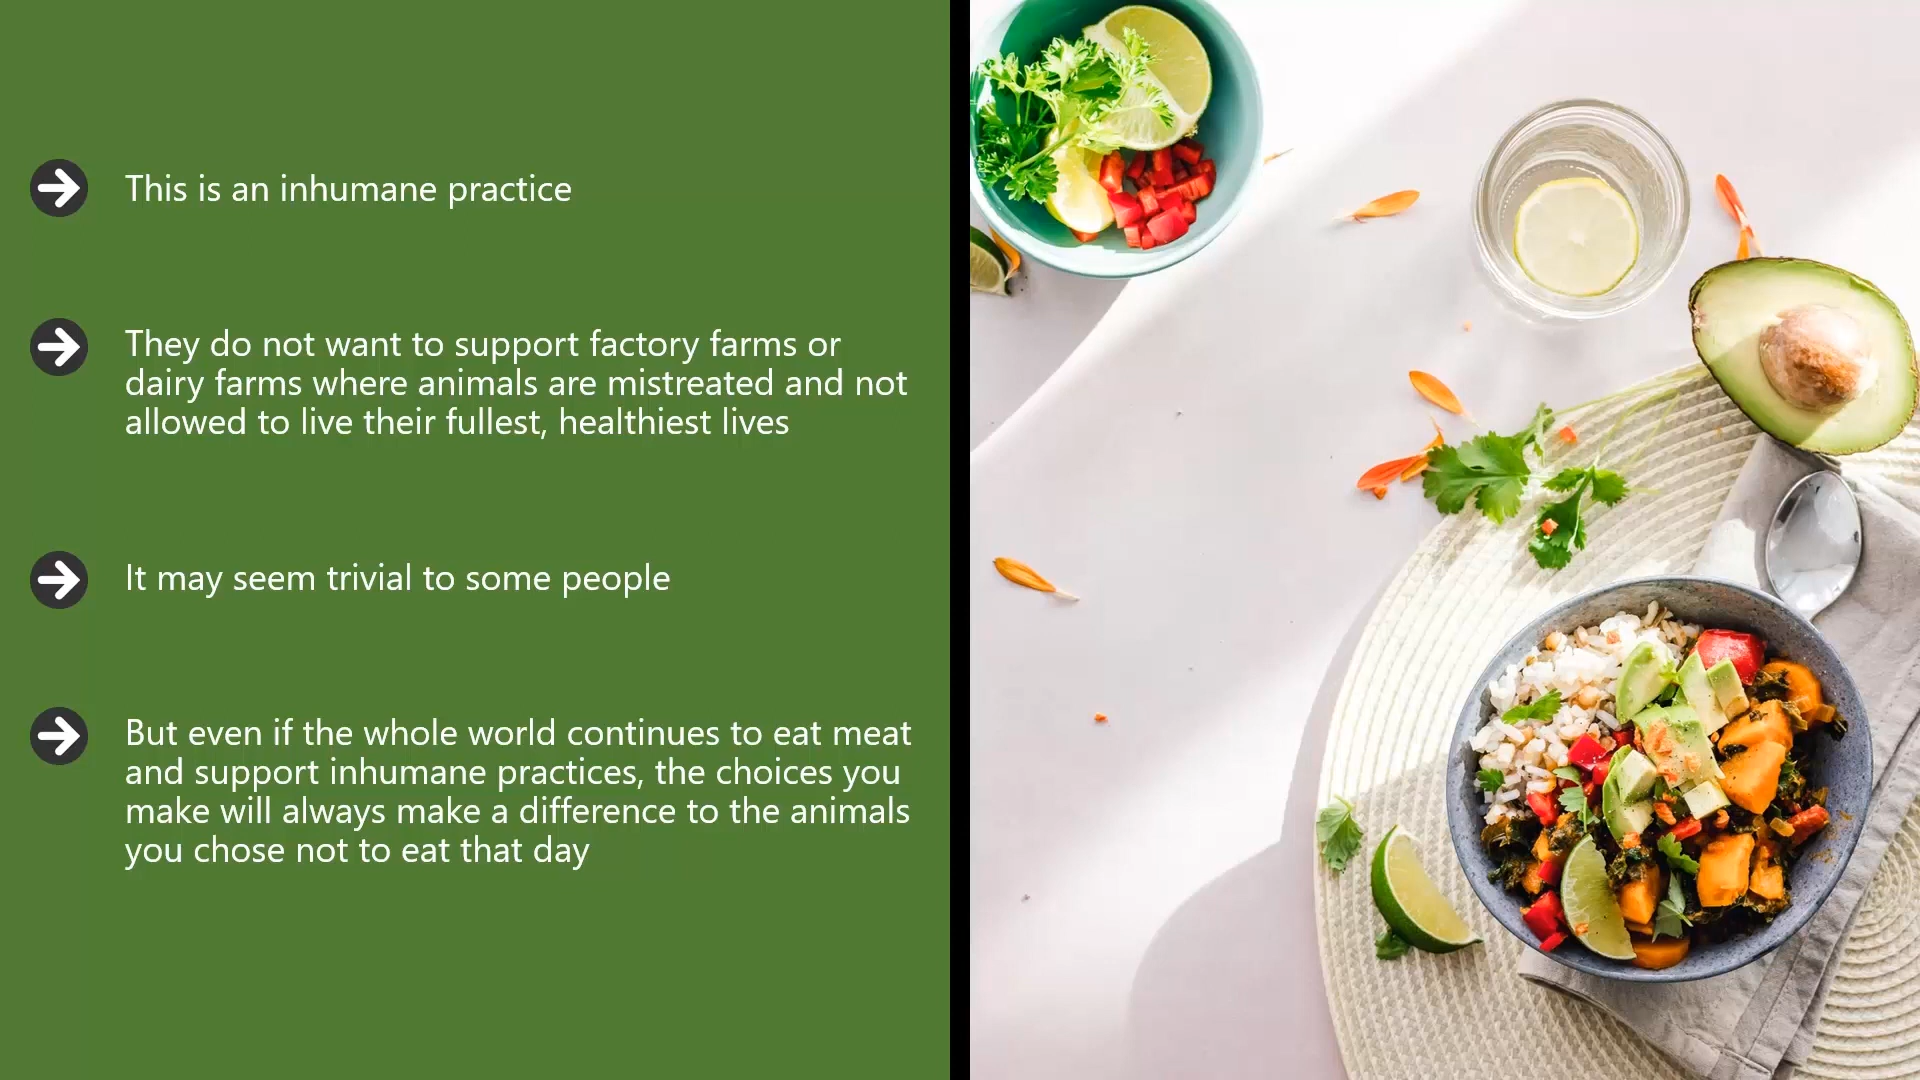 This is an inhumane practice
They do not want to support factory farms or
dairy farms where animals are mistreated and not
allowed to live their fullest, healthiest lives
It may seem trivial to some people
But even if the whole world continues to eat meat
and support inhumane practices, the choices you
make will always make a difference to the animals
you chose not to eat that day